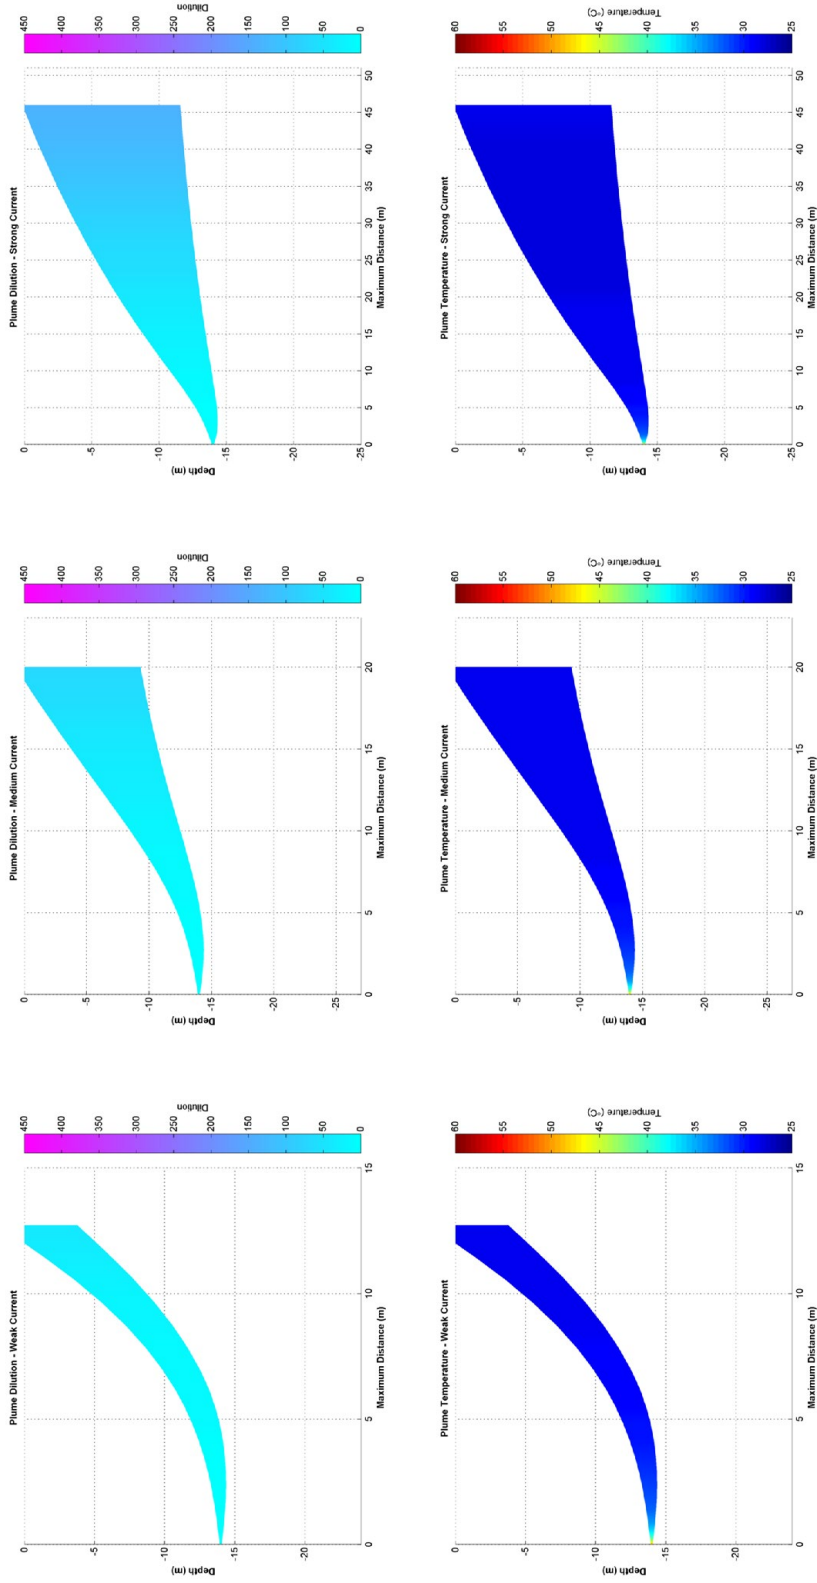 Plume Dilution - Weak Current
Depth (m)
0
-5
-10
-15
-20
0 5 10 15
Maximum Distance (m)
450
400
350
300
250
200
150
100
50
0
Dilution
Plume Dilution - Medium Current
Depth (m)
0
-5
-10
-15
-20
-25
0 5 10 15 20
Maximum Distance (m)
450
400
350
300
250
200
150
100
50
0
Dilution
Plume Dilution - Strong Current
Depth (m)
0
-5
-10
-15
-20
-25
0 5 10 15 20 25 30 35 40 45 50
Maximum Distance (m)
450
400
350
300
250
200
150
100
50
0
Dilution
Plume Temperature - Weak Current
Depth (m)
0
-5
-10
-15
-20
0 5 10 15
Maximum Distance (m)
60
55
50
45
40
35
30
25
Temperature (°C)
Plume Temperature - Medium Current
Depth (m)
0
-5
-10
-15
-20
-25
0 5 10 15 20
Maximum Distance (m)
60
55
50
45
40
35
30
25
Temperature (°C)
Plume Temperature - Strong Current
Depth (m)
0
-5
-10
-15
-20
-25
0 5 10 15 20 25 30 35 40 45 50
Maximum Distance (m)
60
55
50
45
40
35
30
25
Temperature (°C)